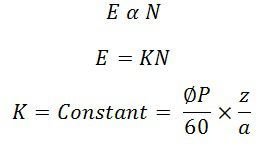 E α N
E = KN
K = Constant = ØP/60 × z/a